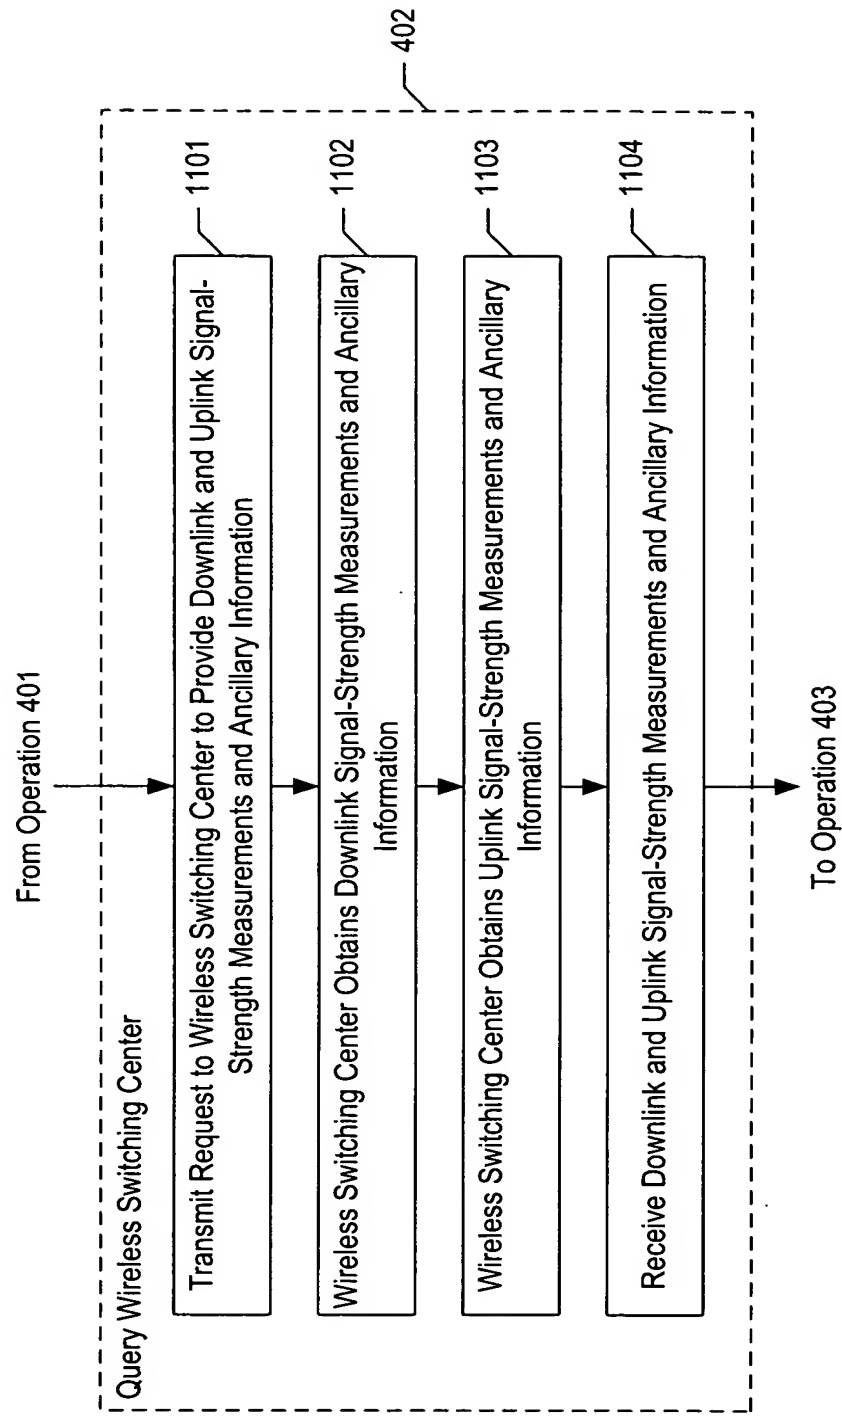 From Operation 401
402
Query Wireless Switching Center
1101
Transmit Request to Wireless Switching Center to Provide Downlink and Uplink Signal-
Strength Measurements and Ancillary Information
1102
Wireless Switching Center Obtains Downlink Signal-Strength Measurements and Ancillary
Information
1103
Wireless Switching Center Obtains Uplink Signal-Strength Measurements and Ancillary
Information
1104
Receive Downlink and Uplink Signal-Strength Measurements and Ancillary Information
To Operation 403